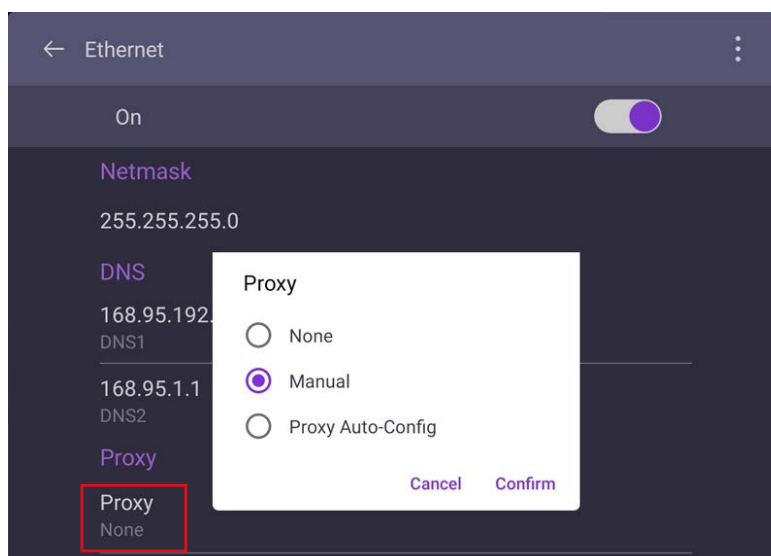 Ethernet
On
Netmask
255.255.255.0
DNS
168.95.192.
DNS1
168.95.1.1
DNS2
Proxy
Proxy
None
Proxy
None
Manual
Proxy Auto-Config
Cancel Confirm